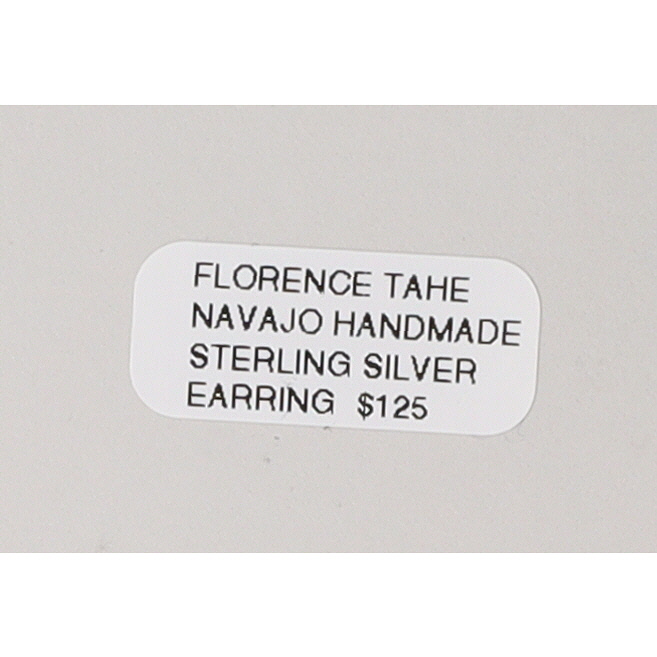 FLORENCE TAHE
NAVAJO HANDMADE
STERLING SILVER
EARRING $125